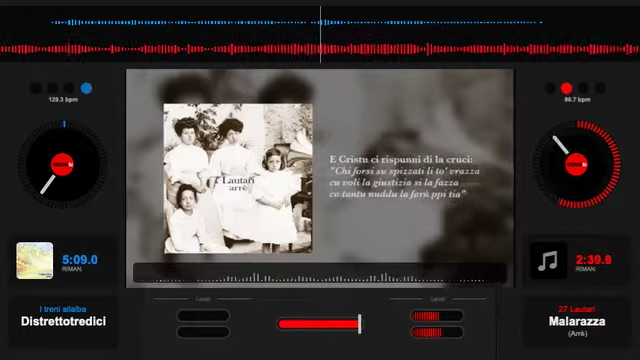 129.3 bpm
86.7 bpm
Lautari
arrè
E Cristu ci rispunni di la cruci:
"Chi forsi su spizzati li to' vrazza
cu voli la giustizia si la fazza
ca tantu nuddu la farà ppi tia"
5:09.0
RIMAN.
2:39.8
RIMAN.
I treni all'alba
Distrettotredici
27 Lautari
Malarazza
(Arrè)